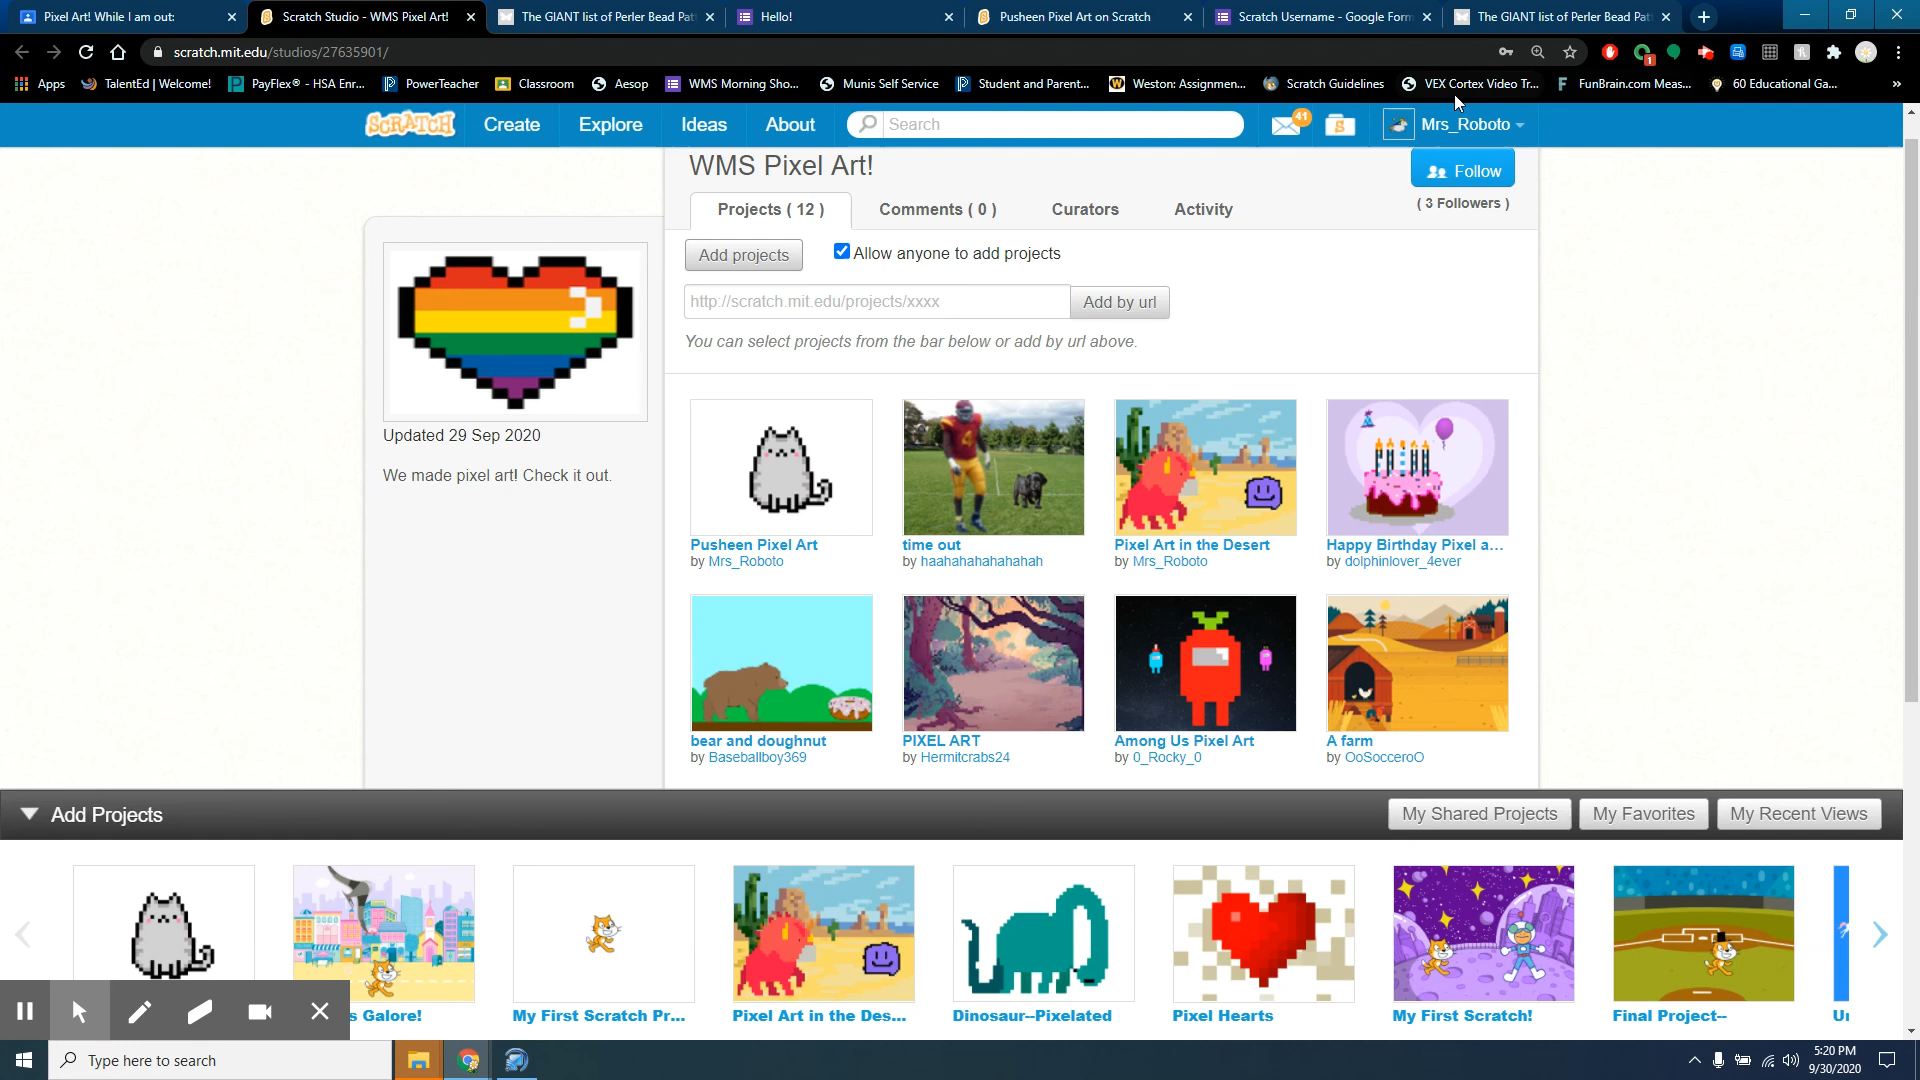 Pixel Art! While I am out:
Scratch Studio - WMS Pixel Art!
The GIANT list of Perler Bead Pat
Hello!
Pusheen Pixel Art on Scratch
Scratch Username - Google Form
The GIANT list of Perler Bead Pat
scratch.mit.edu/studios/27635901/
1
Apps
TalentEd | Welcome!
PayFlex® - HSA Enr...
PowerTeacher
Classroom
Aesop
WMS Morning Sho...
Munis Self Service
Student and Parent...
Weston: Assignmen...
Scratch Guidelines
VEX Cortex Video Tr...
FunBrain.com Meas...
60 Educational Ga...
»
SCRATCH
Create
Explore
Ideas
About
Search
41
Mrs_Roboto
WMS Pixel Art!
Follow
( 3 Followers )
Projects ( 12 )
Comments ( 0 )
Curators
Activity
Add projects
Allow anyone to add projects
http://scratch.mit.edu/projects/xxxx
Add by url
You can select projects from the bar below or add by url above.
Updated 29 Sep 2020
We made pixel art! Check it out.
Pusheen Pixel Art
by Mrs_Roboto
time out
by haahahahahahahah
Pixel Art in the Desert
by Mrs_Roboto
Happy Birthday Pixel a...
by dolphinlover_4ever
bear and doughnut
by Baseballboy369
PIXEL ART
by Hermitcrabs24
Among Us Pixel Art
by 0_Rocky_0
A farm
by OoSocceroO
Add Projects
My Shared Projects
My Favorites
My Recent Views
s Galore!
My First Scratch Pr...
Pixel Art in the Des...
Dinosaur--Pixelated
Pixel Hearts
My First Scratch!
Final Project--
Type here to search
5:20 PM
9/30/2020